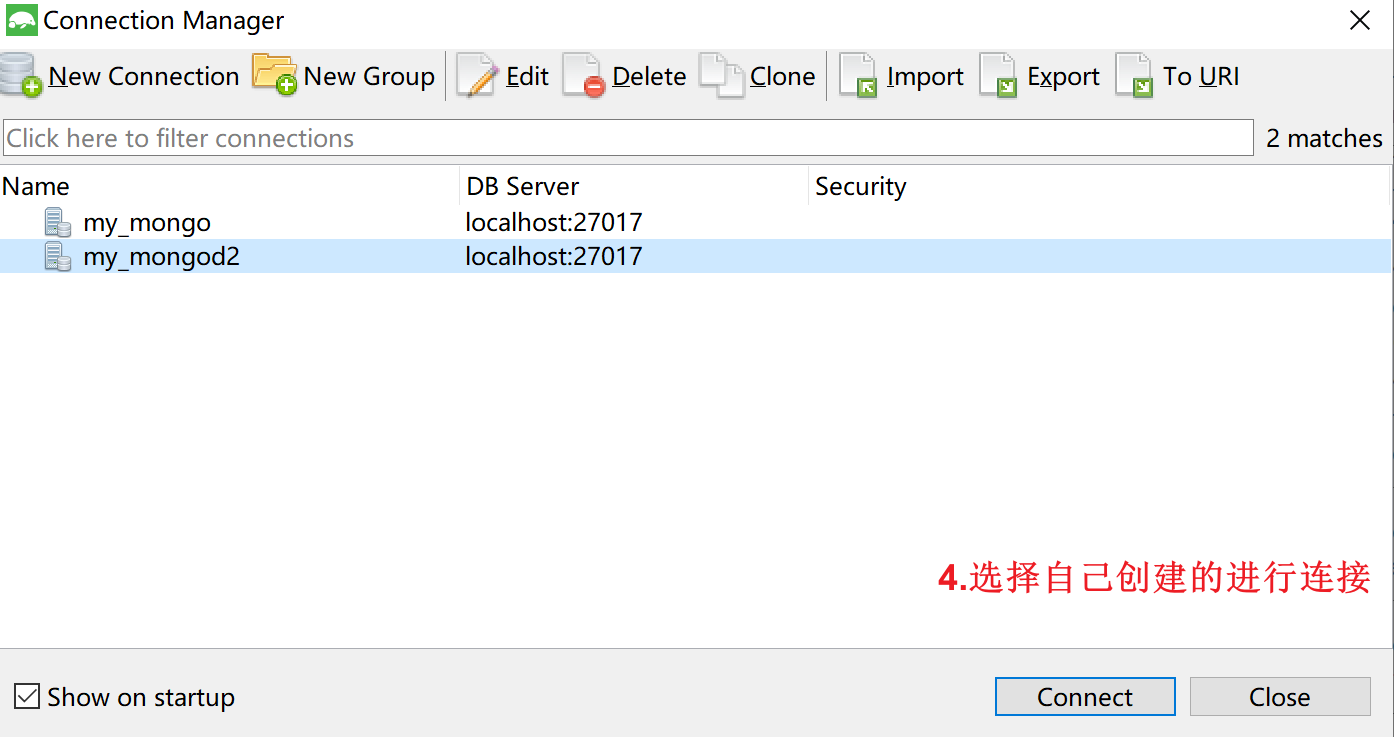 Connection Manager
New Connection New Group Edit Delete Clone Import Export To URI
Click here to filter connections 2 matches
Name DB Server Security
my_mongo localhost:27017
my_mongod2 localhost:27017
4.选择自己创建的进行连接
Show on startup Connect Close